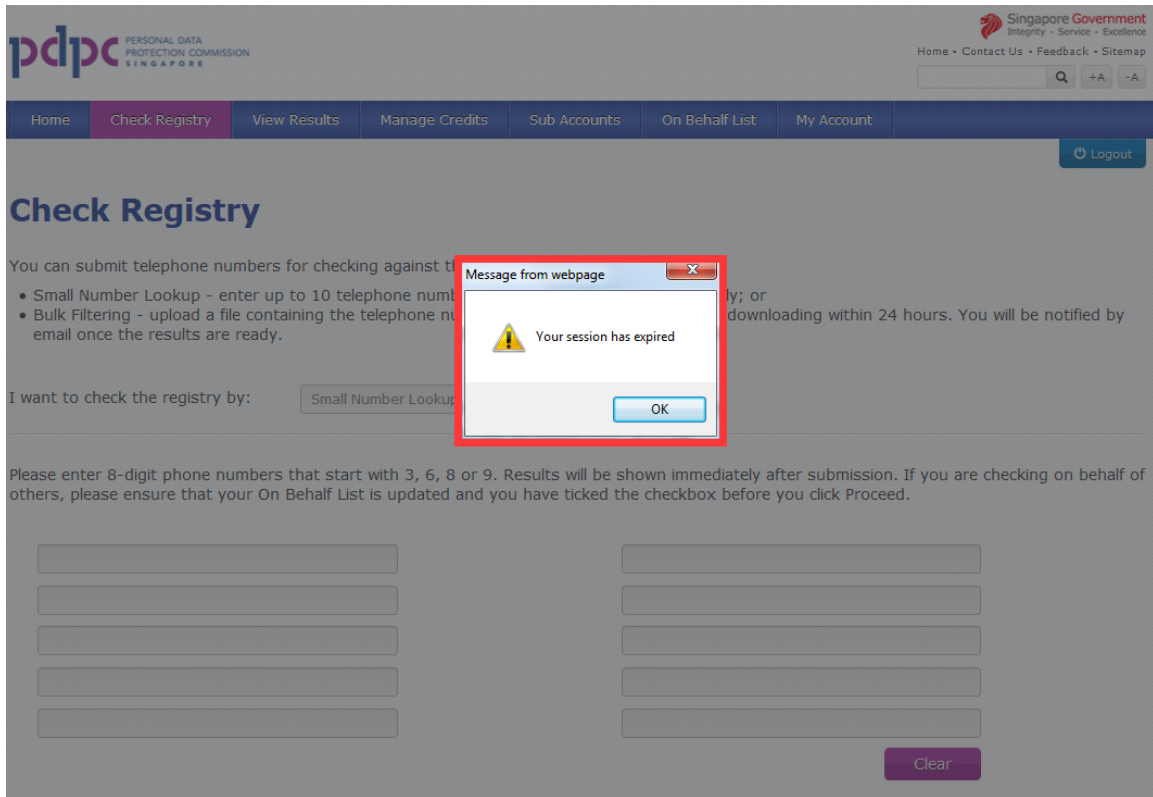 pdpc PERSONAL DATA
PROTECTION COMMISSION
SINGAPORE
Singapore Government
Integrity - Service - Excellence
Home • Contact Us • Feedback • Sitemap
+A -A
Home Check Registry View Results Manage Credits Sub Accounts On Behalf List My Account
Logout
Check Registry
You can submit telephone numbers for checking against
• Small Number Lookup - enter up to 10 telephone or
• Bulk Filtering - upload a file containing the telephone downloading within 24 hours. You will be notified by
email once the results are ready.
Message from webpage
Your session has expired
OK
I want to check the registry by: Small Number Lookup
Please enter 8-digit phone numbers that start with 3, 6, 8 or 9. Results will be shown immediately after submission. If you are checking on behalf of
others, please ensure that your On Behalf List is updated and you have ticked the checkbox before you click Proceed.
Clear